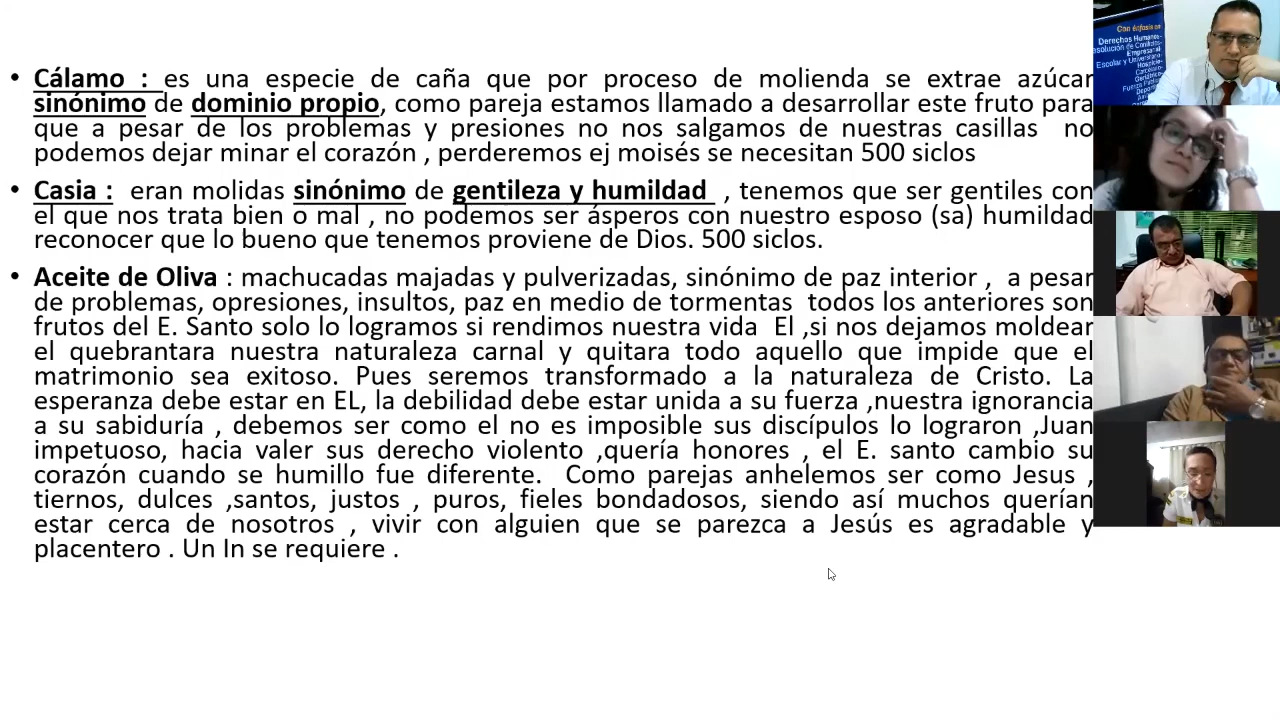 • Cálamo : es una especie de caña que por proceso de molienda se extrae azúcar
sinónimo de dominio propio, como pareja estamos llamado a desarrollar este fruto para
que a pesar de los problemas y presiones no nos salgamos de nuestras casillas no
podemos dejar minar el corazón , perderemos ej moisés se necesitan 500 siclos
• Casia : eran molidas sinónimo de gentileza y humildad , tenemos que ser gentiles con
el que nos trata bien o mal , no podemos ser ásperos con nuestro esposo (sa) humildad
reconocer que lo bueno que tenemos proviene de Dios. 500 siclos.
• Aceite de Oliva : machucadas majadas y pulverizadas, sinónimo de paz interior , a pesar
de problemas, opresiones, insultos, paz en medio de tormentas todos los anteriores son
frutos del E. Santo solo lo logramos si rendimos nuestra vida El ,si nos dejamos moldear
el quebrantara nuestra naturaleza carnal y quitara todo aquello que impide que el
matrimonio sea exitoso. Pues seremos transformado a la naturaleza de Cristo. La
esperanza debe estar en EL, la debilidad debe estar unida a su fuerza ,nuestra ignorancia
a su sabiduría , debemos ser como el no es imposible sus discípulos lo lograron ,Juan
impetuoso, hacia valer sus derecho violento ,quería honores , el E. santo cambio su
corazón cuando se humillo fue diferente. Como parejas anhelemos ser como Jesus ,
tiernos, dulces ,santos, justos , puros, fieles bondadosos, siendo así muchos querían
estar cerca de nosotros , vivir con alguien que se parezca a Jesús es agradable y
placentero . Un In se requiere .
Con énfasis en
Derechos Humanos-
esolución de Conflictos-
Empresarial-
Escolar y Universitario-